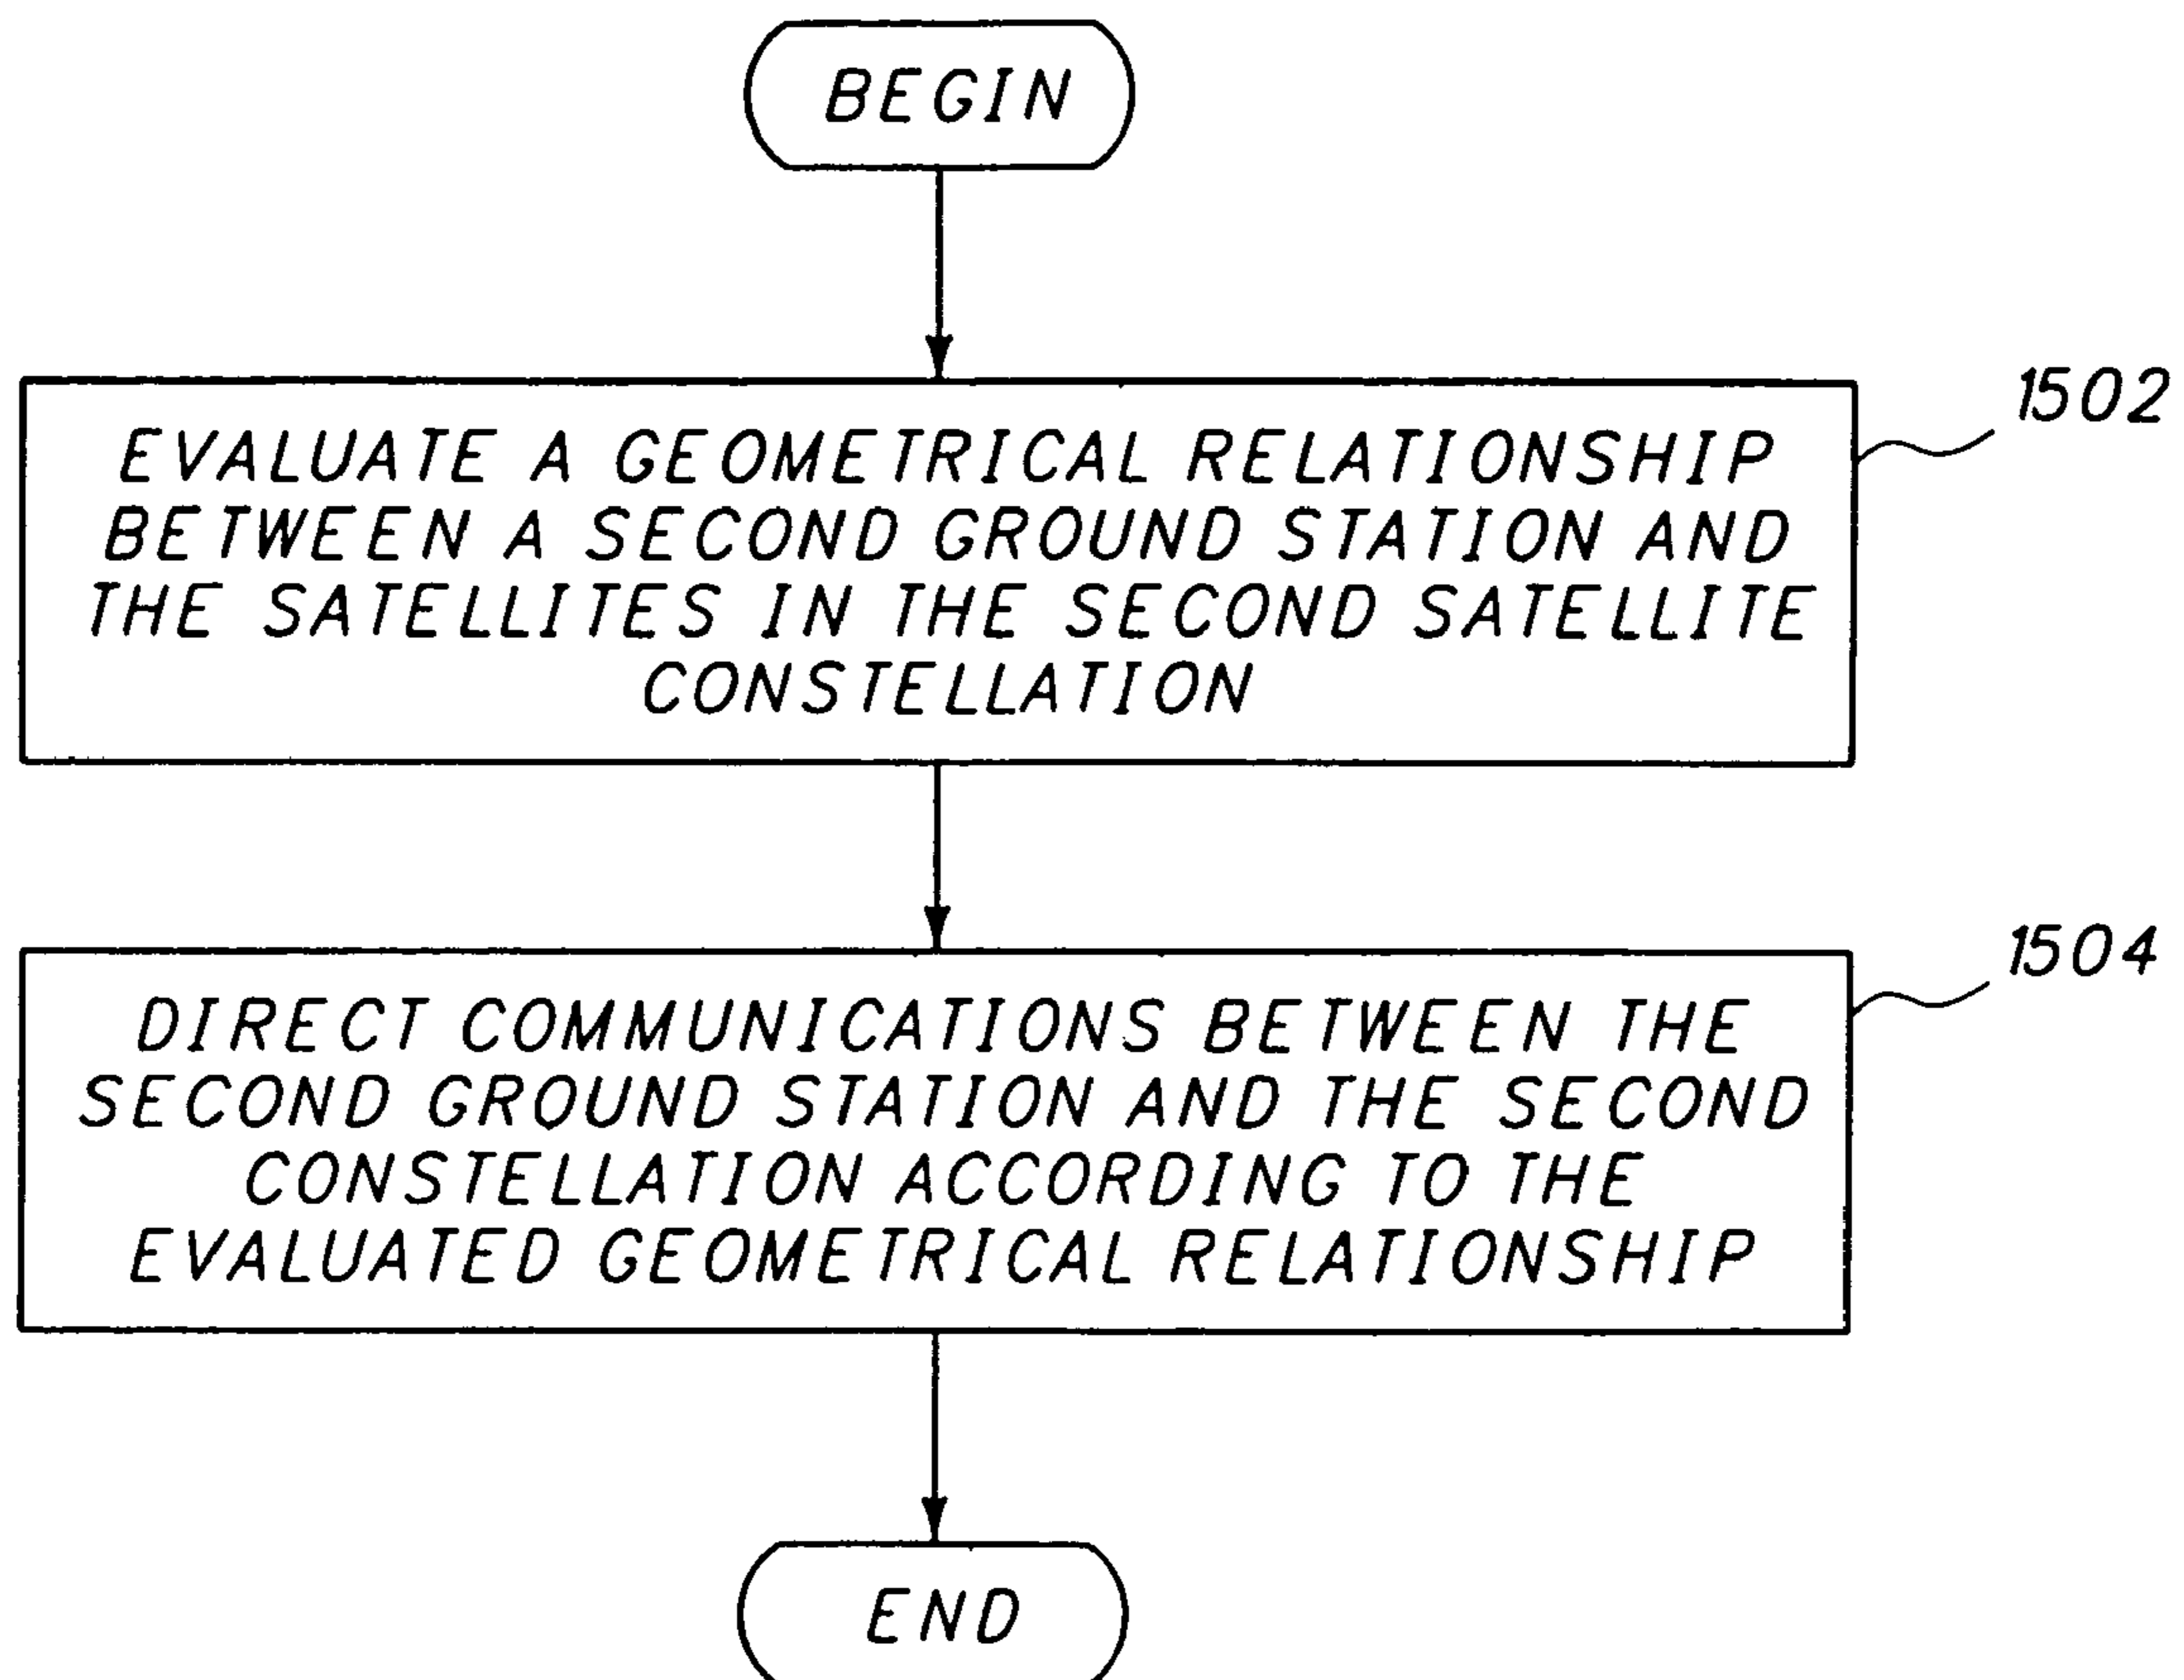 BEGIN
1502
EVALUATE A GEOMETRICAL RELATIONSHIP
BETWEEN A SECOND GROUND STATION AND
THE SATELLITES IN THE SECOND SATELLITE
CONSTELLATION
1504
DIRECT COMMUNICATIONS BETWEEN THE
SECOND GROUND STATION AND THE SECOND
CONSTELLATION ACCORDING TO THE
EVALUATED GEOMETRICAL RELATIONSHIP
END